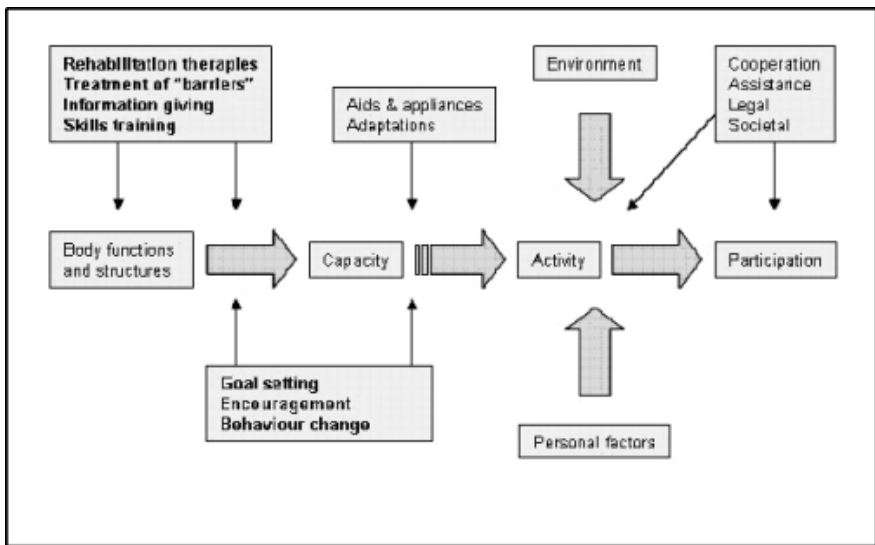 Rehabilitation therapies
Treatment of “barriers”
Information giving
Skills training
Aids & appliances
Adaptations
Environment
Cooperation
Assistance
Legal
Societal
Body functions
and structures
Capacity
Activity
Participation
Goal setting
Encouragement
Behaviour change
Personal factors